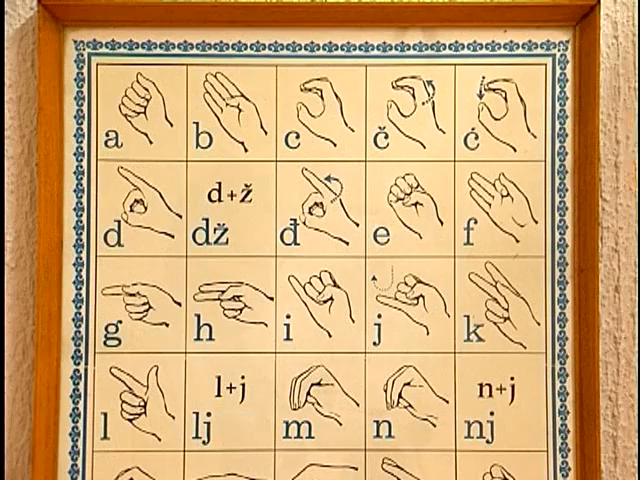 a b c č ć
d+ž
d dž đ e f
g h i j k
l+j n+j
l lj m n nj